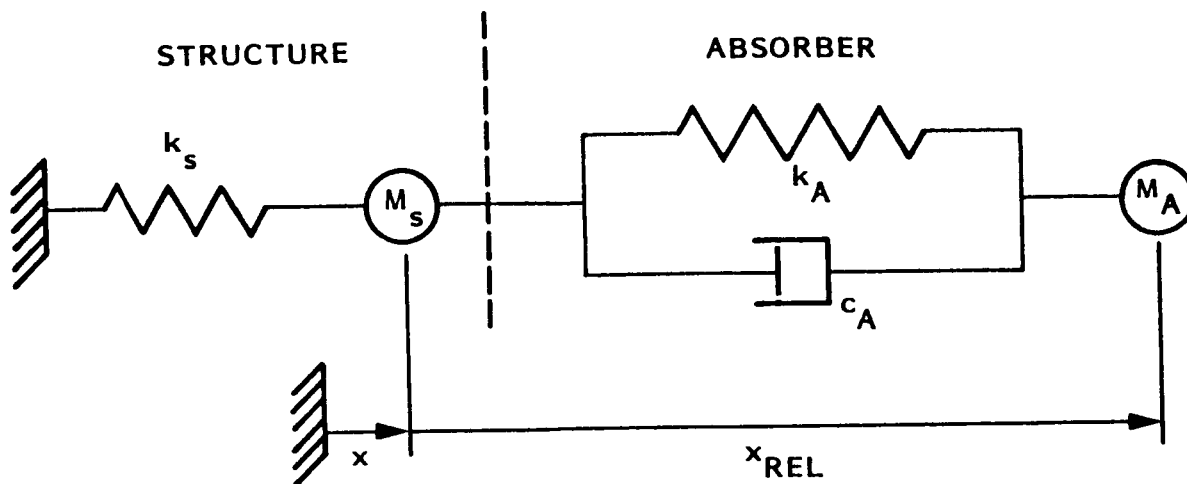 STRUCTURE
ABSORBER
k_s
M_s
k_A
M_A
c_A
x
x_REL